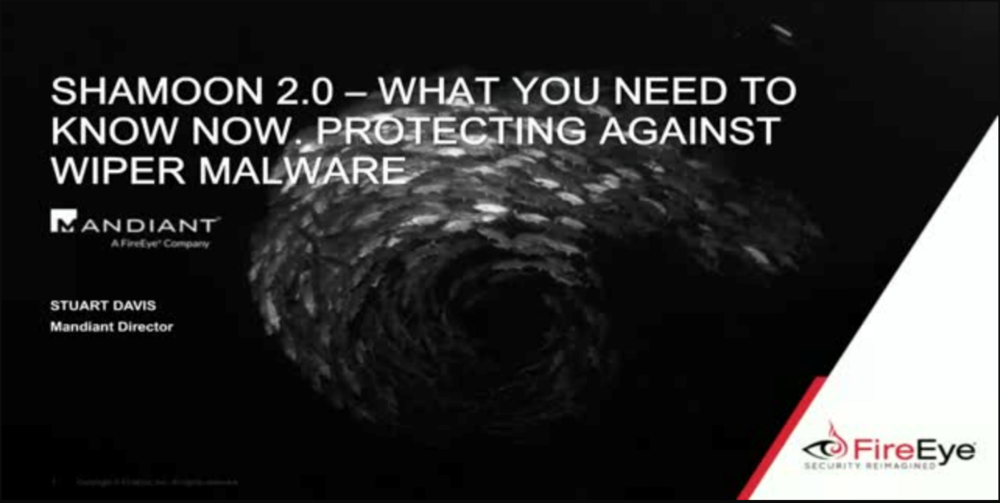 SHAMOON 2.0 – WHAT YOU NEED TO
KNOW NOW. PROTECTING AGAINST
WIPER MALWARE
MANDIANT
A FireEye® Company
STUART DAVIS
Mandiant Director
FireEye
SECURITY REIMAGINED